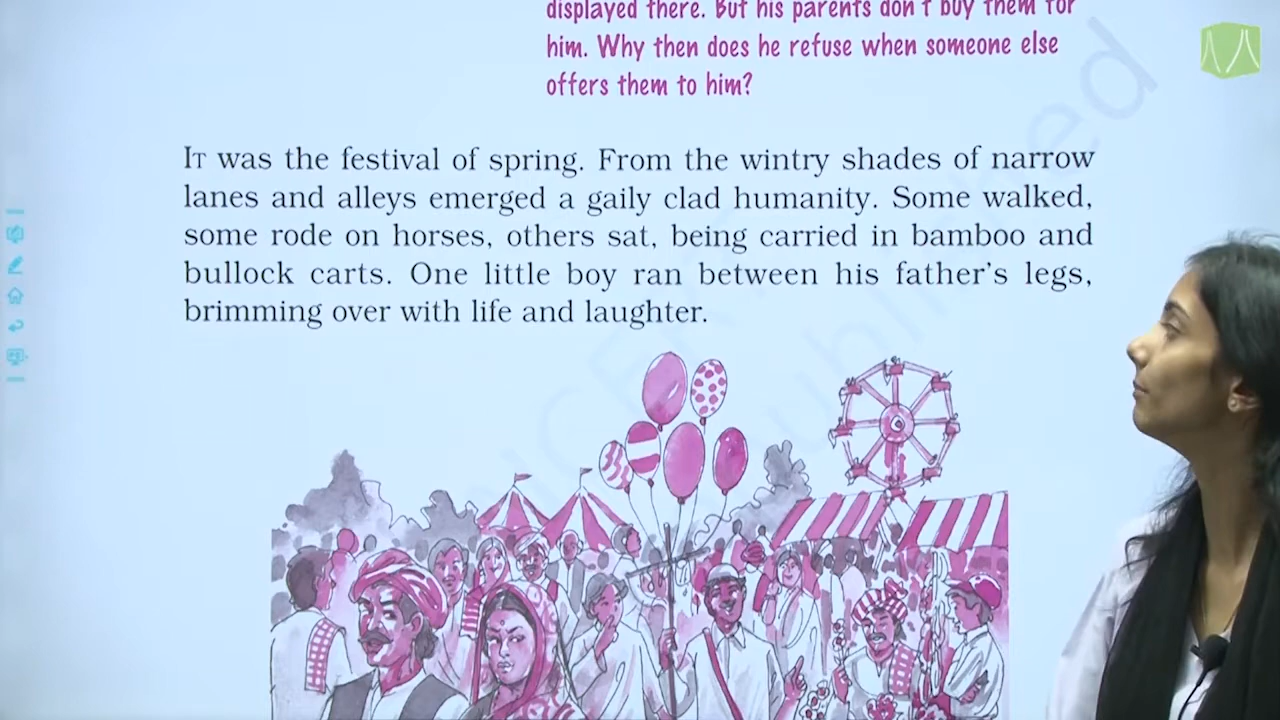 displayed there. But his parents don't buy them for
him. Why then does he refuse when someone else
offers them to him?
IT was the festival of spring. From the wintry shades of narrow
lanes and alleys emerged a gaily clad humanity. Some walked,
some rode on horses, others sat, being carried in bamboo and
bullock carts. One little boy ran between his father's legs,
brimming over with life and laughter.